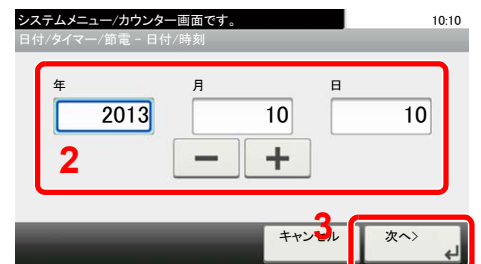 システムメニュー/カウンター画面です。 10:10
日付/タイマー/節電 - 日付/時刻
年 月 日
2013 10 10
2 − +
キャンセル 3 次へ>